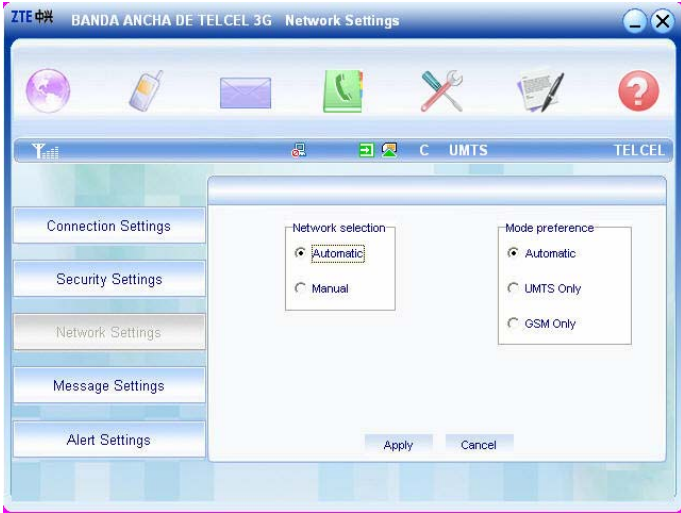 ZTE中兴 BANDA ANCHA DE TELCEL 3G Network Settings
C UMTS TELCEL
Connection Settings
Security Settings
Network Settings
Message Settings
Alert Settings
Network selection
Automatic
Manual
Mode preference
Automatic
UMTS Only
GSM Only
Apply Cancel